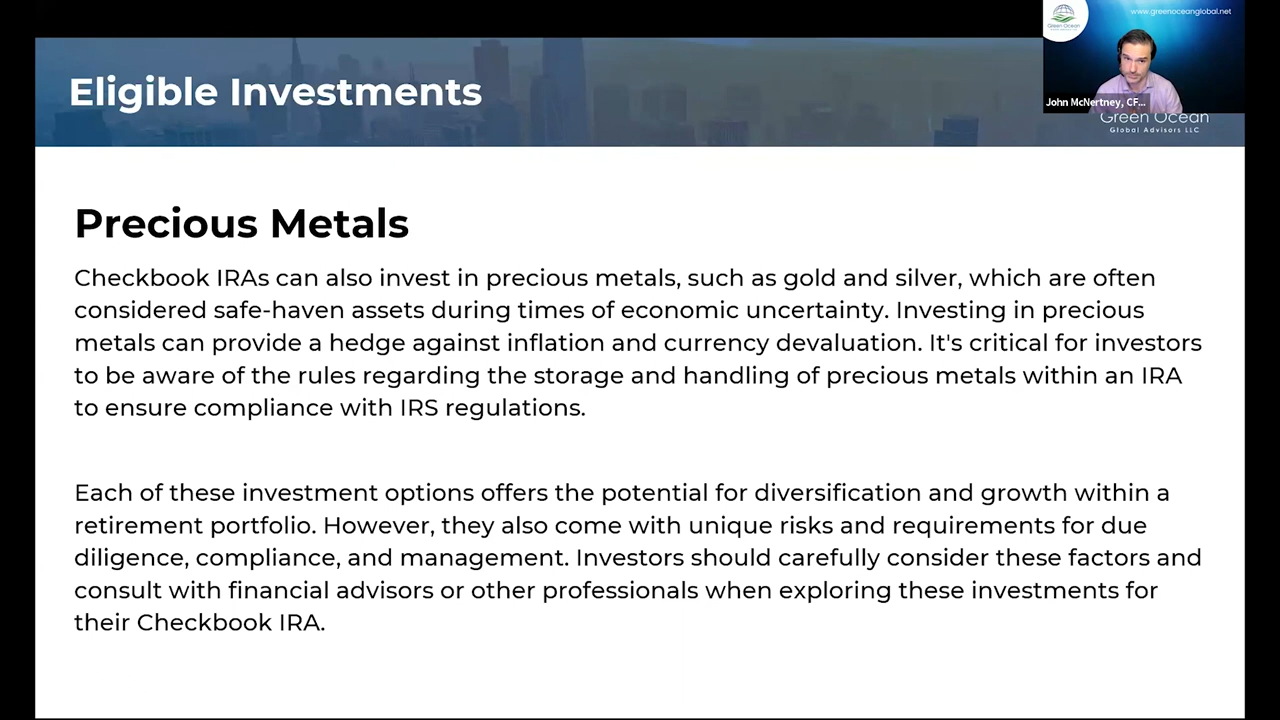 www.greenoceanglobal.net
Green Ocean
John McNertney, CF...
Eligible Investments
Green Ocean
Global Advisors LLC
Precious Metals
Checkbook IRAs can also invest in precious metals, such as gold and silver, which are often
considered safe-haven assets during times of economic uncertainty. Investing in precious
metals can provide a hedge against inflation and currency devaluation. It's critical for investors
to be aware of the rules regarding the storage and handling of precious metals within an IRA
to ensure compliance with IRS regulations.
Each of these investment options offers the potential for diversification and growth within a
retirement portfolio. However, they also come with unique risks and requirements for due
diligence, compliance, and management. Investors should carefully consider these factors and
consult with financial advisors or other professionals when exploring these investments for
their Checkbook IRA.